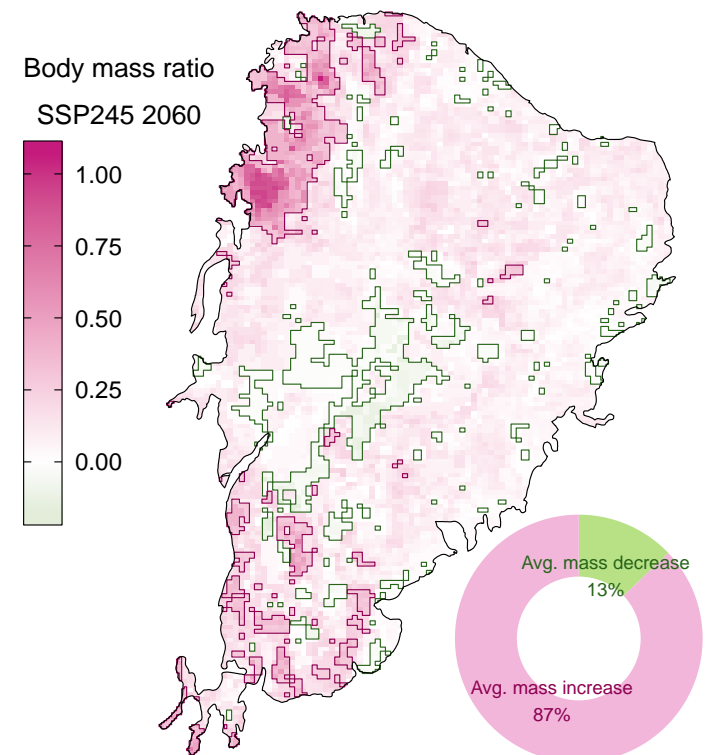 Body mass ratio
SSP245 2060
1.00
0.75
0.50
0.25
0.00
Avg. mass decrease
13%
Avg. mass increase
87%